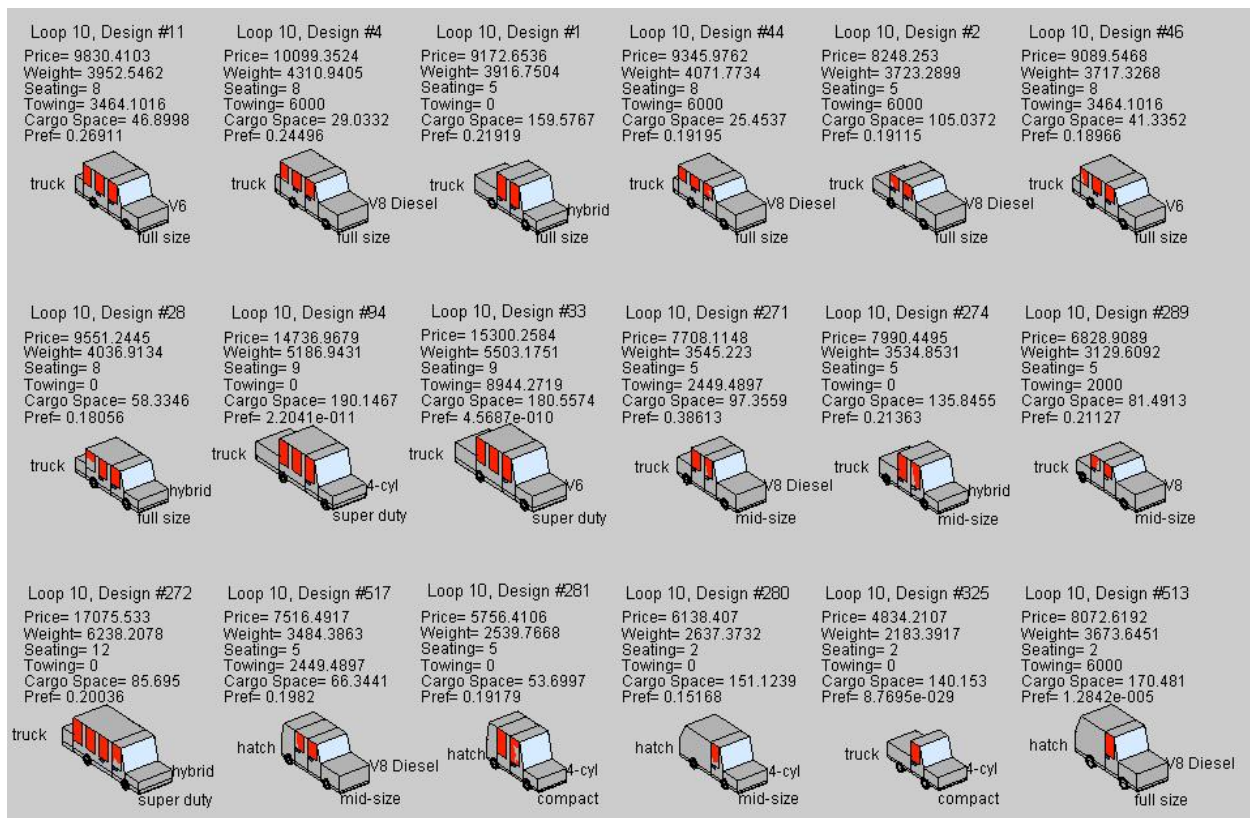 Loop 10, Design #11
Price= 9830.4103
Weight= 3952.5462
Seating= 8
Towing= 3464.1016
Cargo Space= 46.8998
Pref= 0.26911
truck
V6
full size
Loop 10, Design #4
Price= 10099.3524
Weight= 4310.9405
Seating= 8
Towing= 6000
Cargo Space= 29.0332
Pref= 0.24496
truck
V8 Diesel
full size
Loop 10, Design #1
Price= 9172.6536
Weight= 3916.7504
Seating= 5
Towing= 0
Cargo Space= 159.5767
Pref= 0.21919
truck
hybrid
full size
Loop 10, Design #44
Price= 9345.9762
Weight= 4071.7734
Seating= 8
Towing= 6000
Cargo Space= 25.4537
Pref= 0.19195
truck
V8 Diesel
full size
Loop 10, Design #2
Price= 8248.253
Weight= 3723.2899
Seating= 5
Towing= 6000
Cargo Space= 105.0372
Pref= 0.19115
truck
V8 Diesel
full size
Loop 10, Design #46
Price= 9089.5468
Weight= 3717.3268
Seating= 8
Towing= 3464.1016
Cargo Space= 41.3352
Pref= 0.18966
truck
V6
full size
Loop 10, Design #28
Price= 9551.2445
Weight= 4036.9134
Seating= 8
Towing= 0
Cargo Space= 58.3346
Pref= 0.18056
truck
hybrid
full size
Loop 10, Design #94
Price= 14736.9679
Weight= 5186.9431
Seating= 9
Towing= 0
Cargo Space= 190.1467
Pref= 2.2041e-011
truck
4-cyl
super duty
Loop 10, Design #33
Price= 15300.2584
Weight= 5503.1751
Seating= 9
Towing= 8944.2719
Cargo Space= 180.5574
Pref= 4.5687e-010
truck
V6
super duty
Loop 10, Design #271
Price= 7708.1148
Weight= 3545.223
Seating= 5
Towing= 2449.4897
Cargo Space= 97.3559
Pref= 0.38613
truck
V8 Diesel
mid-size
Loop 10, Design #274
Price= 7990.4495
Weight= 3534.8531
Seating= 5
Towing= 0
Cargo Space= 135.8455
Pref= 0.21363
truck
hybrid
mid-size
Loop 10, Design #289
Price= 6828.9089
Weight= 3129.6092
Seating= 5
Towing= 2000
Cargo Space= 81.4913
Pref= 0.21127
truck
V8
mid-size
Loop 10, Design #272
Price= 17075.533
Weight= 6238.2078
Seating= 12
Towing= 0
Cargo Space= 85.695
Pref= 0.20036
truck
hybrid
super duty
Loop 10, Design #517
Price= 7516.4917
Weight= 3484.3863
Seating= 5
Towing= 2449.4897
Cargo Space= 66.3441
Pref= 0.1982
hatch
V8 Diesel
mid-size
Loop 10, Design #281
Price= 5756.4106
Weight= 2539.7668
Seating= 5
Towing= 0
Cargo Space= 53.6997
Pref= 0.19179
hatch
4-cyl
compact
Loop 10, Design #280
Price= 6138.407
Weight= 2637.3732
Seating= 2
Towing= 0
Cargo Space= 151.1239
Pref= 0.15168
hatch
4-cyl
mid-size
Loop 10, Design #325
Price= 4834.2107
Weight= 2183.3917
Seating= 2
Towing= 0
Cargo Space= 140.153
Pref= 8.7695e-029
truck
4-cyl
compact
Loop 10, Design #513
Price= 8072.6192
Weight= 3673.6451
Seating= 2
Towing= 6000
Cargo Space= 170.481
Pref= 1.2842e-005
hatch
V8 Diesel
full size